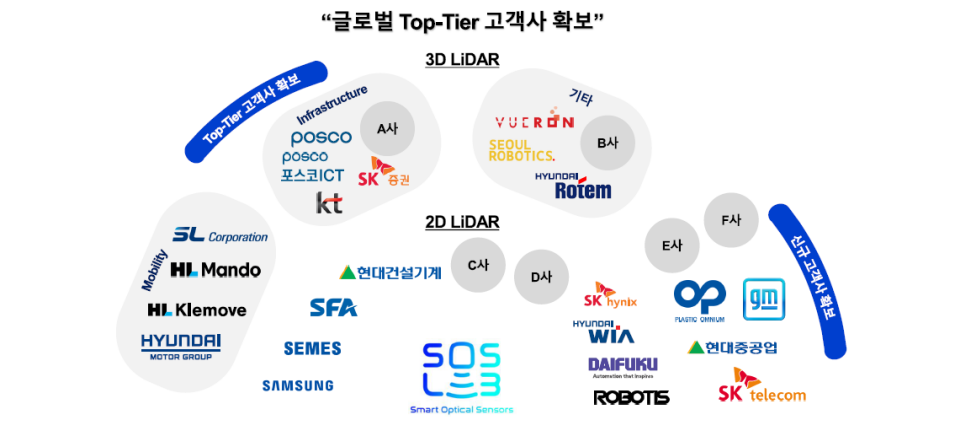 “글로벌 Top-Tier 고객사 확보”
3D LiDAR
Top-Tier 고객사 확보
Infrastructure
A사
posco
posco
포스코ICT
SK 증권
kt
기타
VUERON
B사
SEOUL
ROBOTICS.
HYUNDAI
Rotem
2D LiDAR
Mobility
SL Corporation
HL Mando
HL Klemove
HYUNDAI
MOTOR GROUP
현대건설기계
C사
D사
E사
F사
신규 고객사 확보
SFA
SEMES
SAMSUNG
SOS
LAB
Smart Optical Sensors
SK hynix
OP
PLASTIC OMNIUM
gm
HYUNDAI
WIA
현대중공업
DAIFUKU
Automation that Inspires
ROBOTIS
SK telecom